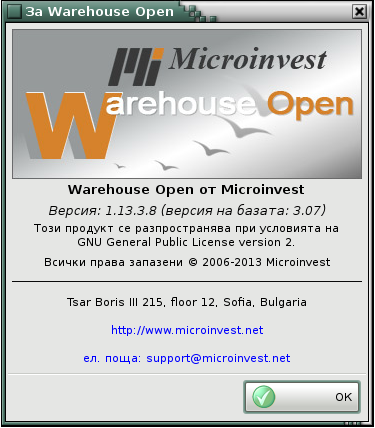 За Warehouse Open
Microinvest
Warehouse Open
Warehouse Open от Microinvest
Версия: 1.13.3.8 (версия на базата: 3.07)
Този продукт се разпространява при условията на
GNU General Public License version 2.
Всички права запазени © 2006-2013 Microinvest
Tsar Boris III 215, floor 12, Sofia, Bulgaria
http://www.microinvest.net
ел. поща: support@microinvest.net
OK